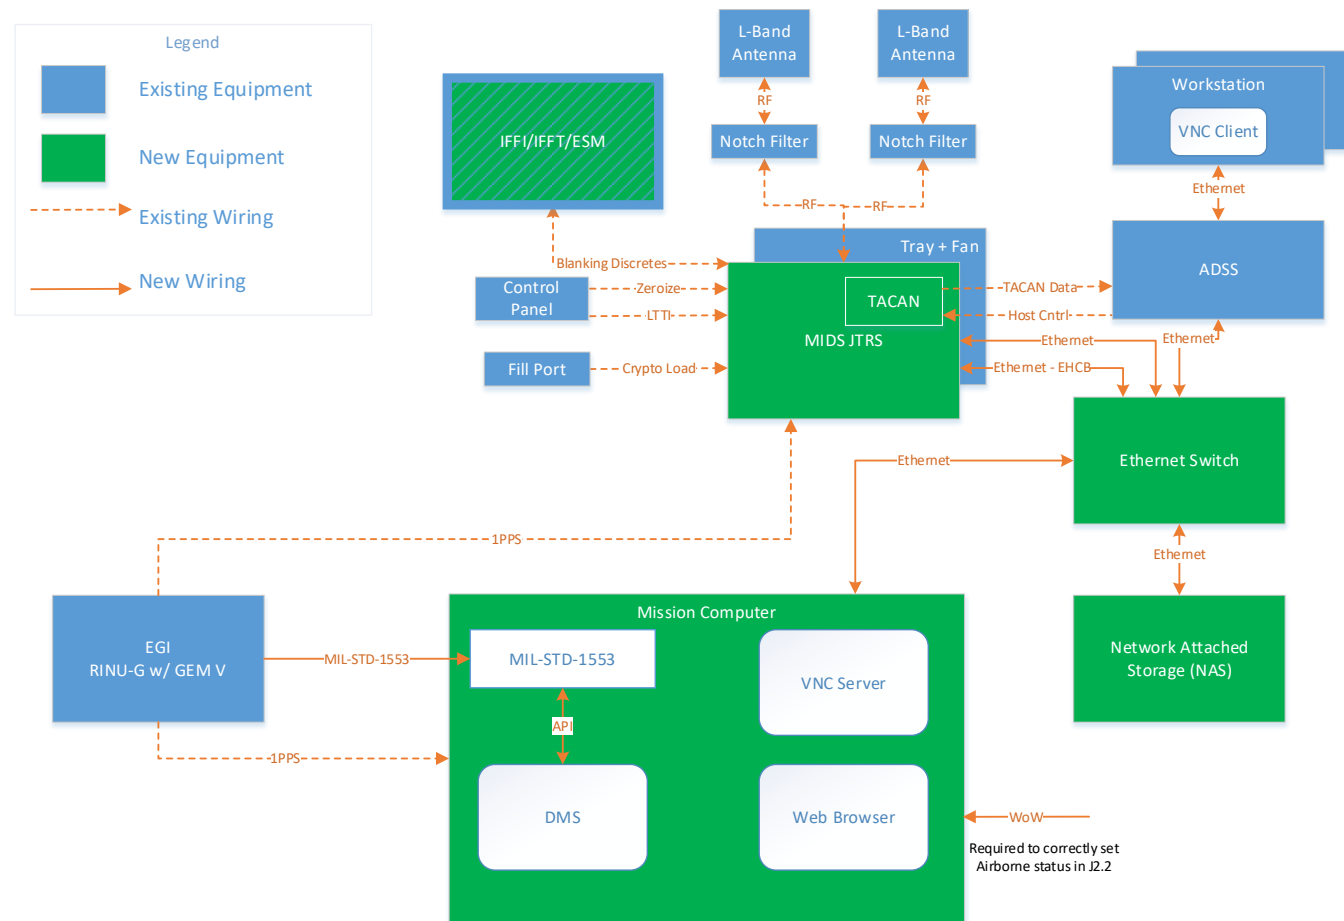 Legend
Existing Equipment
New Equipment
Existing Wiring
New Wiring
L-Band
Antenna
L-Band
Antenna
RF
RF
Notch Filter
Notch Filter
RF
RF
IFFI/IFFT/ESM
Workstation
VNC Client
Ethernet
ADSS
Tray + Fan
Blanking Discretes
Control
Panel
Zeroize
LTTI
TACAN
TACAN Data
Host Cntrl
MIDS JTRS
Ethernet
Ethernet
Fill Port
Crypto Load
Ethernet - EHCB
Ethernet
Ethernet Switch
1PPS
Ethernet
EGI
RINU-G w/ GEM V
MIL-STD-1553
Mission Computer
MIL-STD-1553
VNC Server
API
Network Attached
Storage (NAS)
1PPS
DMS
Web Browser
WoW
Required to correctly set
Airborne status in J2.2